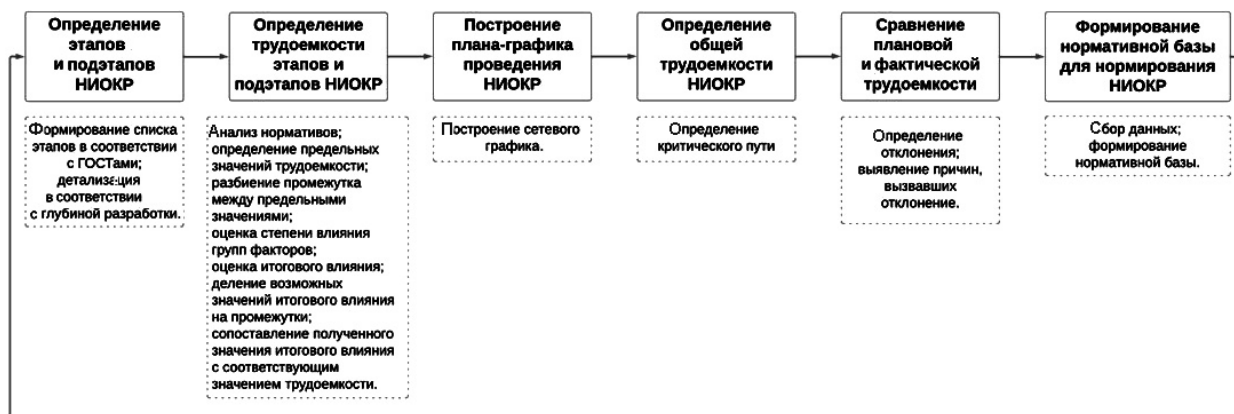 Определение
этапов
и подэтапов
НИОКР
Определение
трудоемкости
этапов и
подэтапов НИОКР
Построение
плана-графика
проведения
НИОКР
Определение
общей
трудоемкости
НИОКР
Сравнение
плановой
и фактической
трудоемкости
Формирование
нормативной базы
для нормирования
НИОКР
Формирование списка
этапов в соответствии
с ГОСТами;
детализация
в соответствии
с глубиной разработки.
Анализ нормативов;
определение предельных
значений трудоемкости;
разбиение промежутка
между предельными
значениями;
оценка степени влияния
групп факторов;
оценка итогового влияния;
деление возможных
значений итогового влияния
на промежутки;
сопоставление полученного
значения итогового влияния
с соответствующим
значением трудоемкости.
Построение сетевого
графика.
Определение
критического пути
Определение
отклонения;
выявление причин,
вызвавших
отклонение.
Сбор данных;
формирование
нормативной базы.